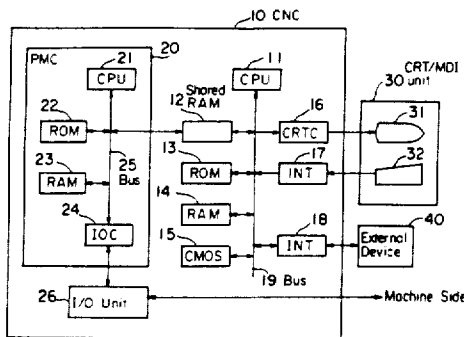 10 CNC
20
21
11
CRT/MDI
unit
PMC
CPU
Shared
RAM
CPU
30
22
12
16
31
ROM
CRTC
23
13
17
32
25
Bus
RAM
ROM
INT
24
14
18
40
IOC
RAM
15
CMOS
INT
External
Device
26
19 Bus
I/O Unit
Machine Side